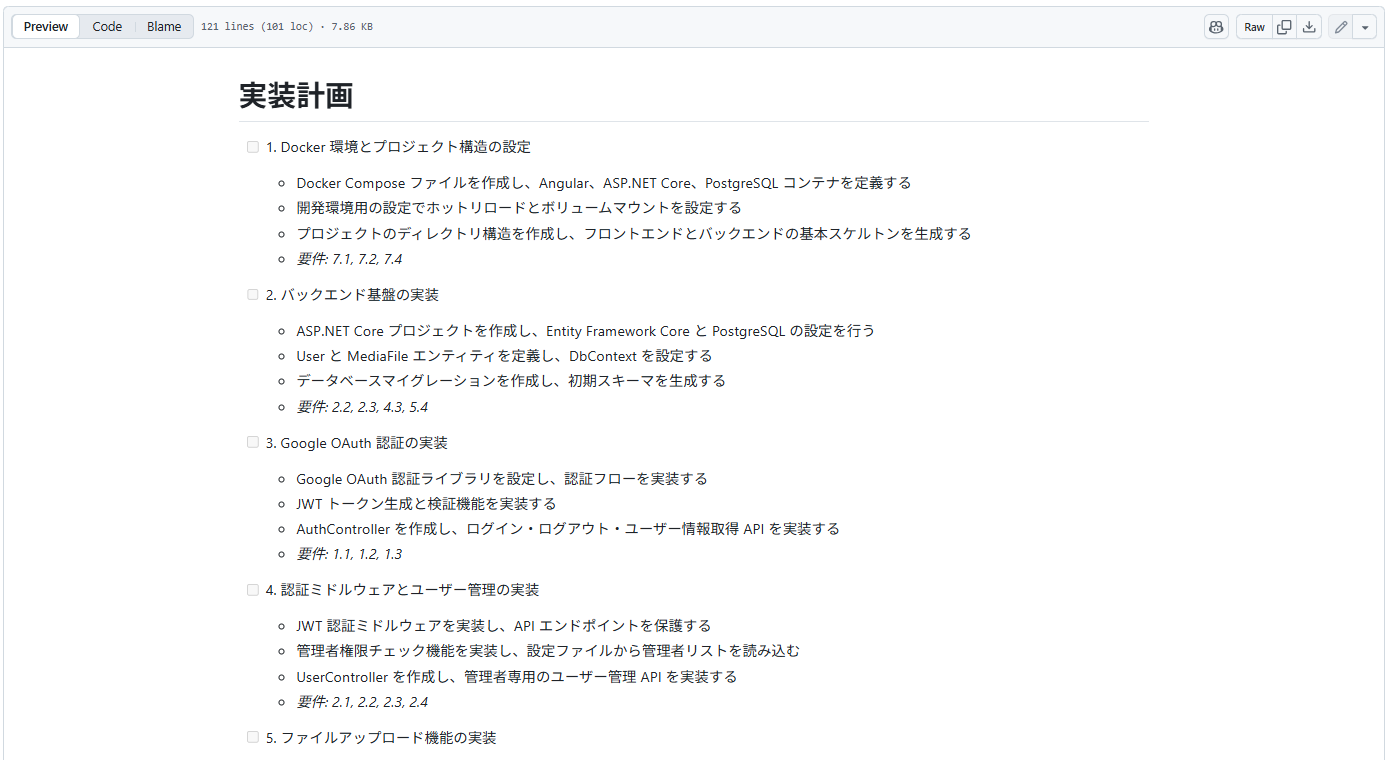 Preview Code Blame 121 lines (101 loc) · 7.86 KB Raw
実装計画
1. Docker 環境とプロジェクト構造の設定
Docker Compose ファイルを作成し、Angular、ASP.NET Core、PostgreSQL コンテナを定義する
開発環境用の設定でホットリロードとボリュームマウントを設定する
プロジェクトのディレクトリ構造を作成し、フロントエンドとバックエンドの基本スケルトンを生成する
要件: 7.1, 7.2, 7.4
2. バックエンド基盤の実装
ASP.NET Core プロジェクトを作成し、Entity Framework Core と PostgreSQL の設定を行う
User と MediaFile エンティティを定義し、DbContext を設定する
データベースマイグレーションを作成し、初期スキーマを生成する
要件: 2.2, 2.3, 4.3, 5.4
3. Google OAuth 認証の実装
Google OAuth 認証ライブラリを設定し、認証フローを実装する
JWT トークン生成と検証機能を実装する
AuthController を作成し、ログイン・ログアウト・ユーザー情報取得 API を実装する
要件: 1.1, 1.2, 1.3
4. 認証ミドルウェアとユーザー管理の実装
JWT 認証ミドルウェアを実装し、API エンドポイントを保護する
管理者権限チェック機能を実装し、設定ファイルから管理者リストを読み込む
UserController を作成し、管理者専用のユーザー管理 API を実装する
要件: 2.1, 2.2, 2.3, 2.4
5. ファイルアップロード機能の実装